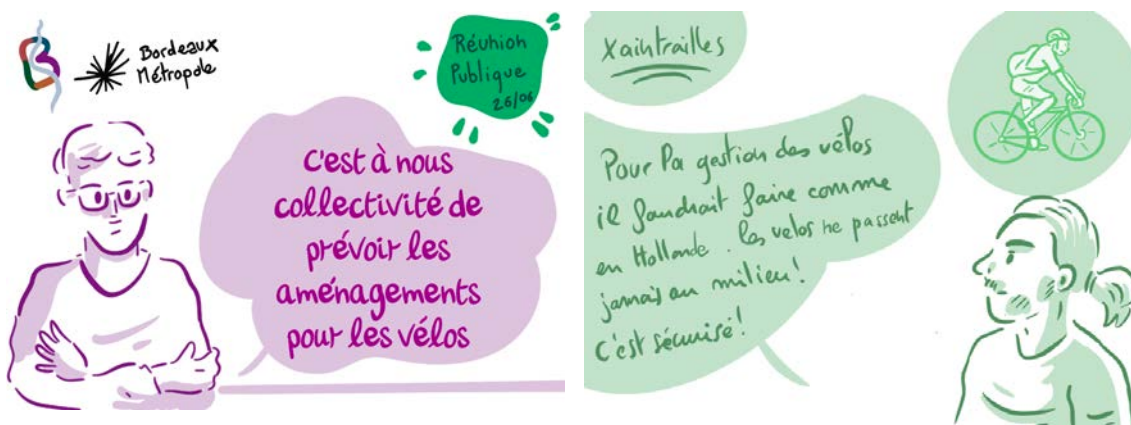 Bordeaux
Métropole
Réunion
Publique
26/06
C'est à nous
collectivité de
prévoir les
aménagements
pour les vélos
Xaintrailles
Pour la gestion des vélos
il faudrait faire comme
en Hollande. les velos ne passent
jamais au milieu!
c'est sécurisé!